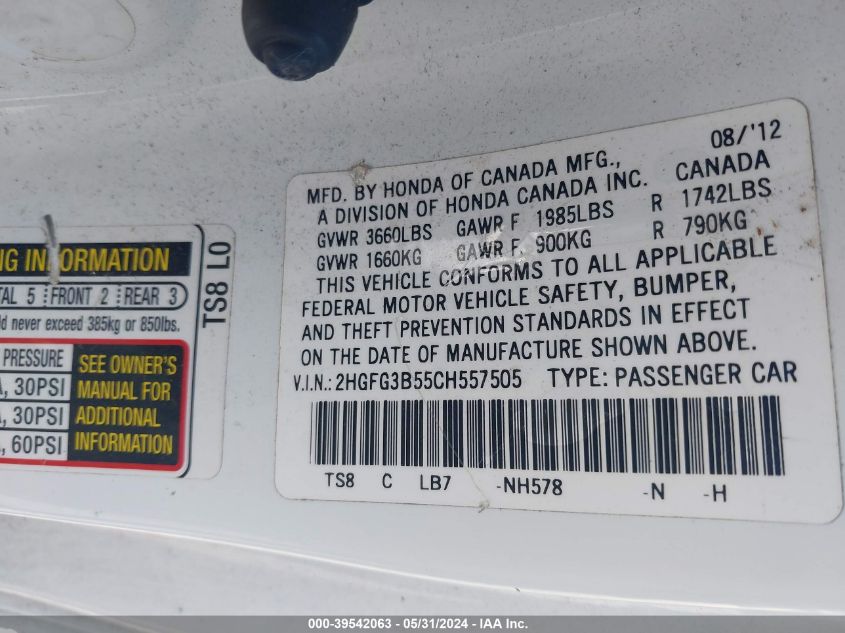 08/'12
MFD. BY HONDA OF CANADA MFG.,
A DIVISION OF HONDA CANADA INC. CANADA
GVWR 3660LBS GAWR F 1985LBS R 1742LBS
GVWR 1660KG GAWR F. 900KG R 790KG
THIS VEHICLE CONFORMS TO ALL APPLICABLE
FEDERAL MOTOR VEHICLE SAFETY, BUMPER,
AND THEFT PREVENTION STANDARDS IN EFFECT
ON THE DATE OF MANUFACTURE SHOWN ABOVE.
V.I.N.: 2HGFG3B55CH557505 TYPE: PASSENGER CAR
TS8 C LB7 -NH578 -N -H
TS8 L0
NG INFORMATION
TAL 5 FRONT 2 REAR 3
ld never exceed 385kg or 850lbs.
PRESSURE
A, 30PSI
A, 30PSI
A, 60PSI
SEE OWNER'S
MANUAL FOR
ADDITIONAL
INFORMATION
000-39542063 - 05/31/2024 - IAA Inc.